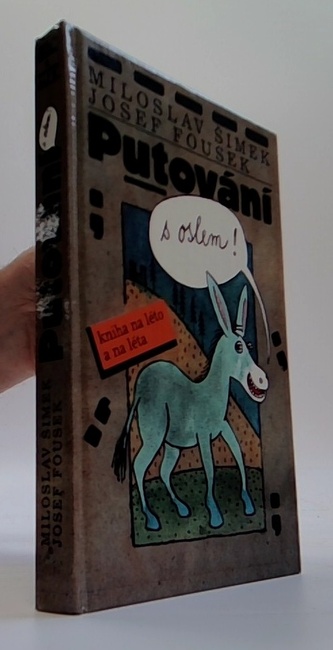 MILOSLAV ŠIMEK
JOSEF FOUSEK
Putování
s oslem!
kniha na léto
a na léta
MILOSLAV ŠIMEK
JOSEF FOUSEK